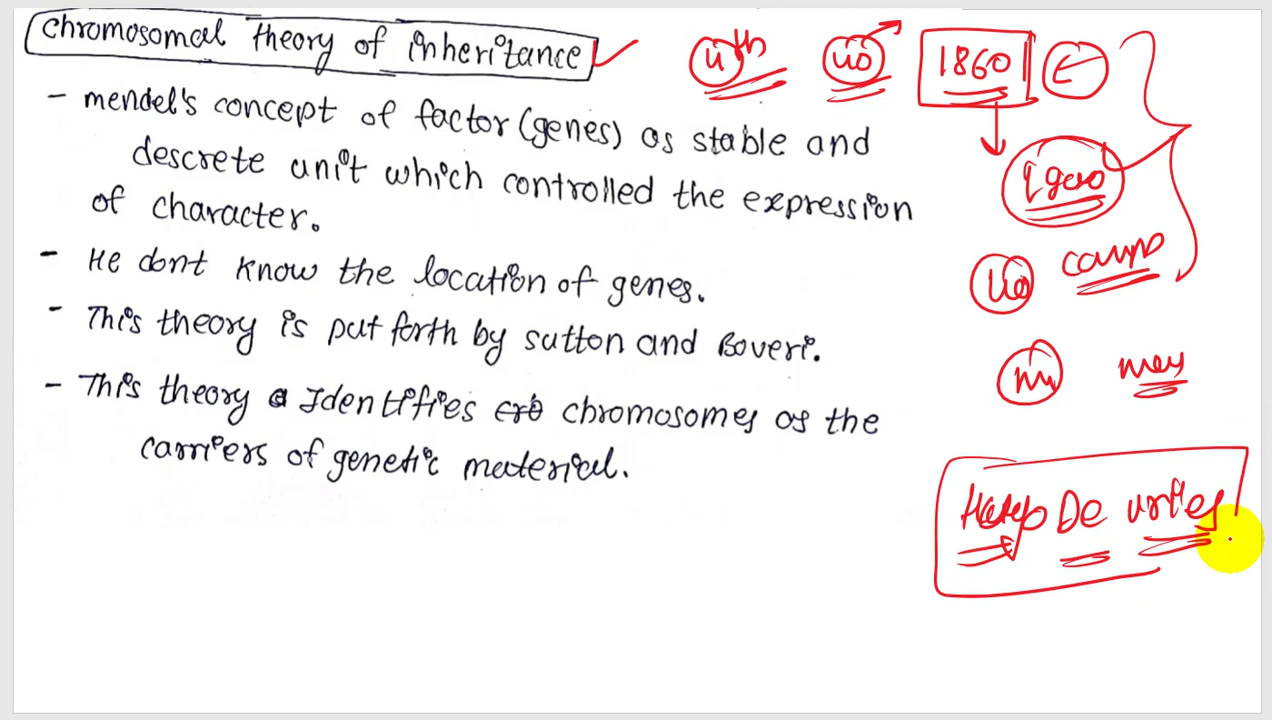 Chromosomal theory of inheritance
- mendel's concept of factor (genes) as stable and
descrete unit which controlled the expression
of character.
- He dont know the location of genes.
- This theory is put forth by sutton and Boveri.
- This theory Identifies chromosomes as the
carriers of genetic material.
1860
1900
De vries